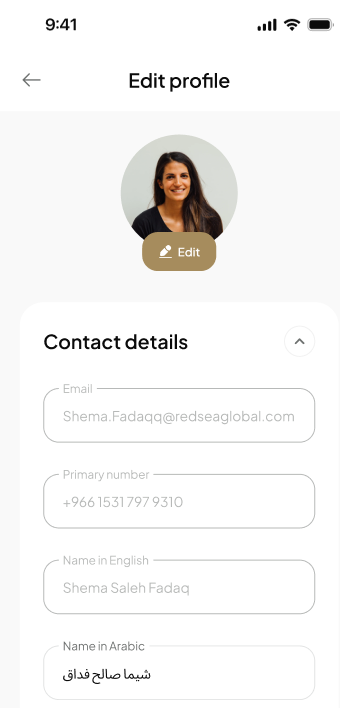 9:41
Edit profile
Edit
Contact details
Email
Shema.Fadaqq@redseaglobal.com
Primary number
+966 1531 797 9310
Name in English
Shema Saleh Fadaq
Name in Arabic
شيما صالح فداق